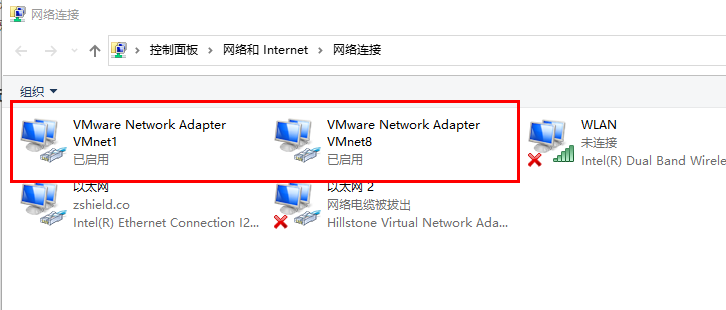 网络连接
控制面板 › 网络和 Internet › 网络连接
组织
VMware Network Adapter
VMnet1
已启用
VMware Network Adapter
VMnet8
已启用
WLAN
未连接
Intel(R) Dual Band Wirele
以太网
zshield.co
Intel(R) Ethernet Connection I2...
以太网 2
网络电缆被拔出
Hillstone Virtual Network Ada...